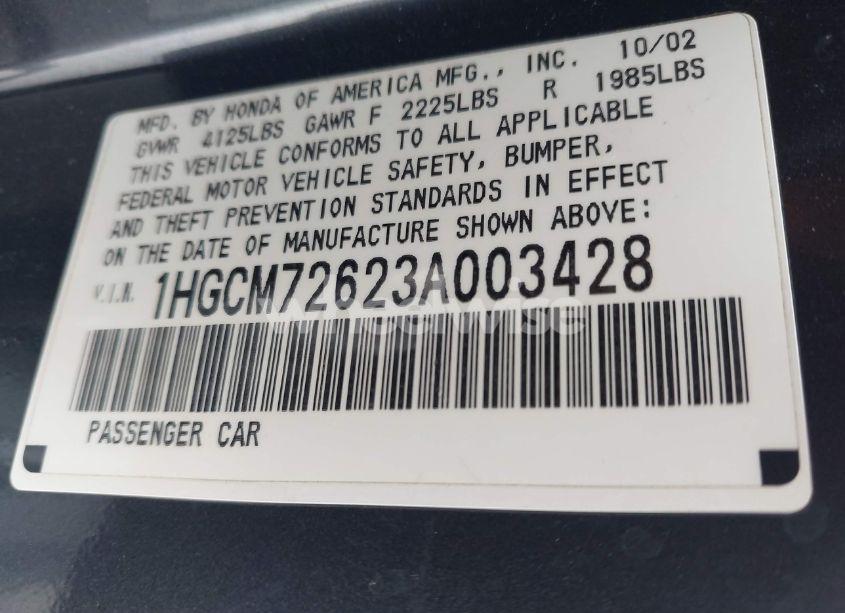 MFD. BY HONDA OF AMERICA MFG., INC. 10/02
GVWR 4125LBS GAWR F 2225LBS R 1985LBS
THIS VEHICLE CONFORMS TO ALL APPLICABLE
FEDERAL MOTOR VEHICLE SAFETY, BUMPER,
AND THEFT PREVENTION STANDARDS IN EFFECT
ON THE DATE OF MANUFACTURE SHOWN ABOVE:
V.I.N. 1HGCM72623A003428
wheelwise
PASSENGER CAR